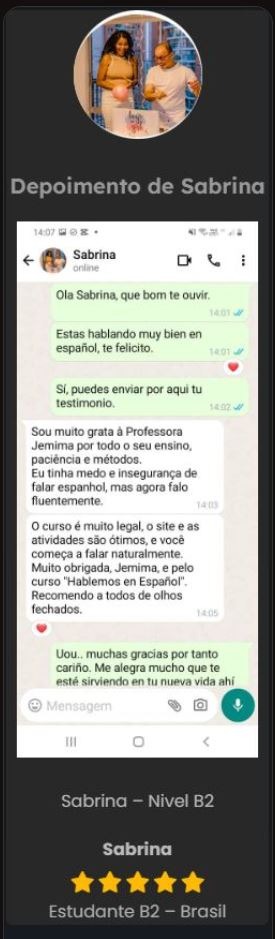 Depoimento de Sabrina
14:07
Sabrina
online
Ola Sabrina, que bom te ouvir.
14:01
Estas hablando muy bien en
español, te felicito.
14:01
Sí, puedes enviar por aqui tu
testimonio.
14:02
Sou muito grata à Professora
Jemima por todo o seu ensino,
paciência e métodos.
Eu tinha medo e insegurança de
falar espanhol, mas agora falo
fluentemente.
14:03
O curso é muito legal, o site e as
atividades são ótimos, e você
começa a falar naturalmente.
Muito obrigada, Jemima, e pelo
curso "Hablemos en Español".
Recomendo a todos de olhos
fechados.
14:05
Uou.. muchas gracias por tanto
cariño. Me alegra mucho que te
esté sirviendo en tu nueva vida ahí
Mensagem
Sabrina – Nivel B2
Sabrina
Estudante B2 – Brasil